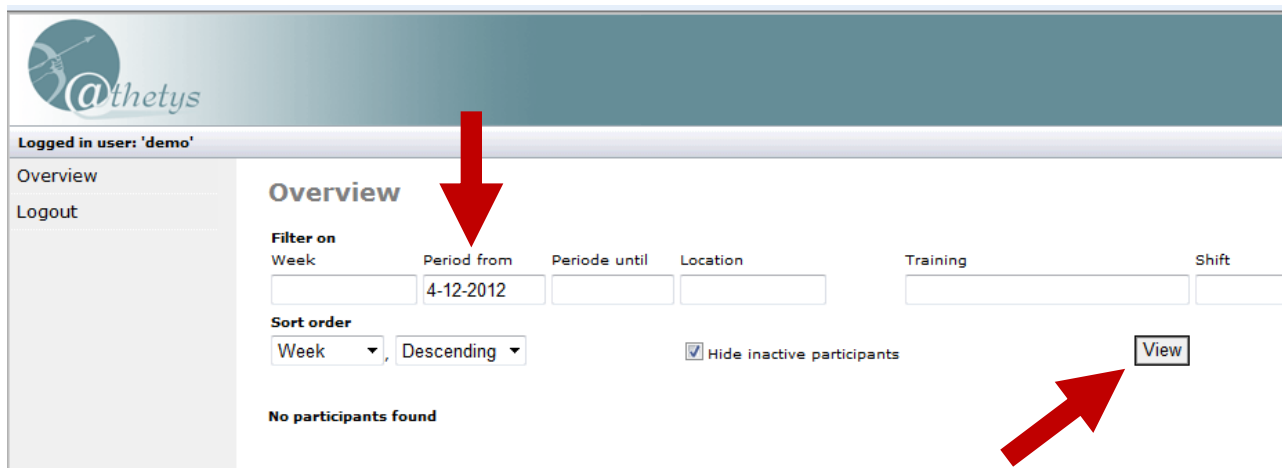 @thetys
Logged in user: 'demo'
Overview
Logout
Overview
Filter on
Week Period from Periode until Location Training Shift
4-12-2012
Sort order
Week , Descending Hide inactive participants View
No participants found